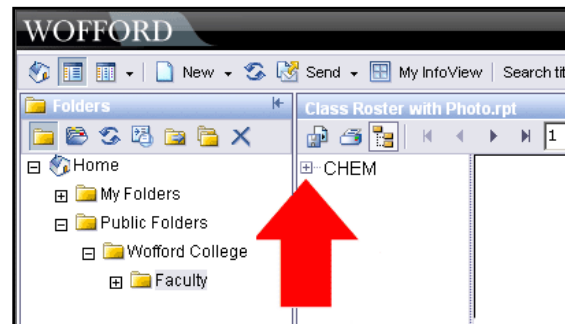 WOFFORD
New Send My InfoView Search tit
Folders
Class Roster with Photo.rpt
1
Home
My Folders
Public Folders
Wofford College
Faculty
CHEM